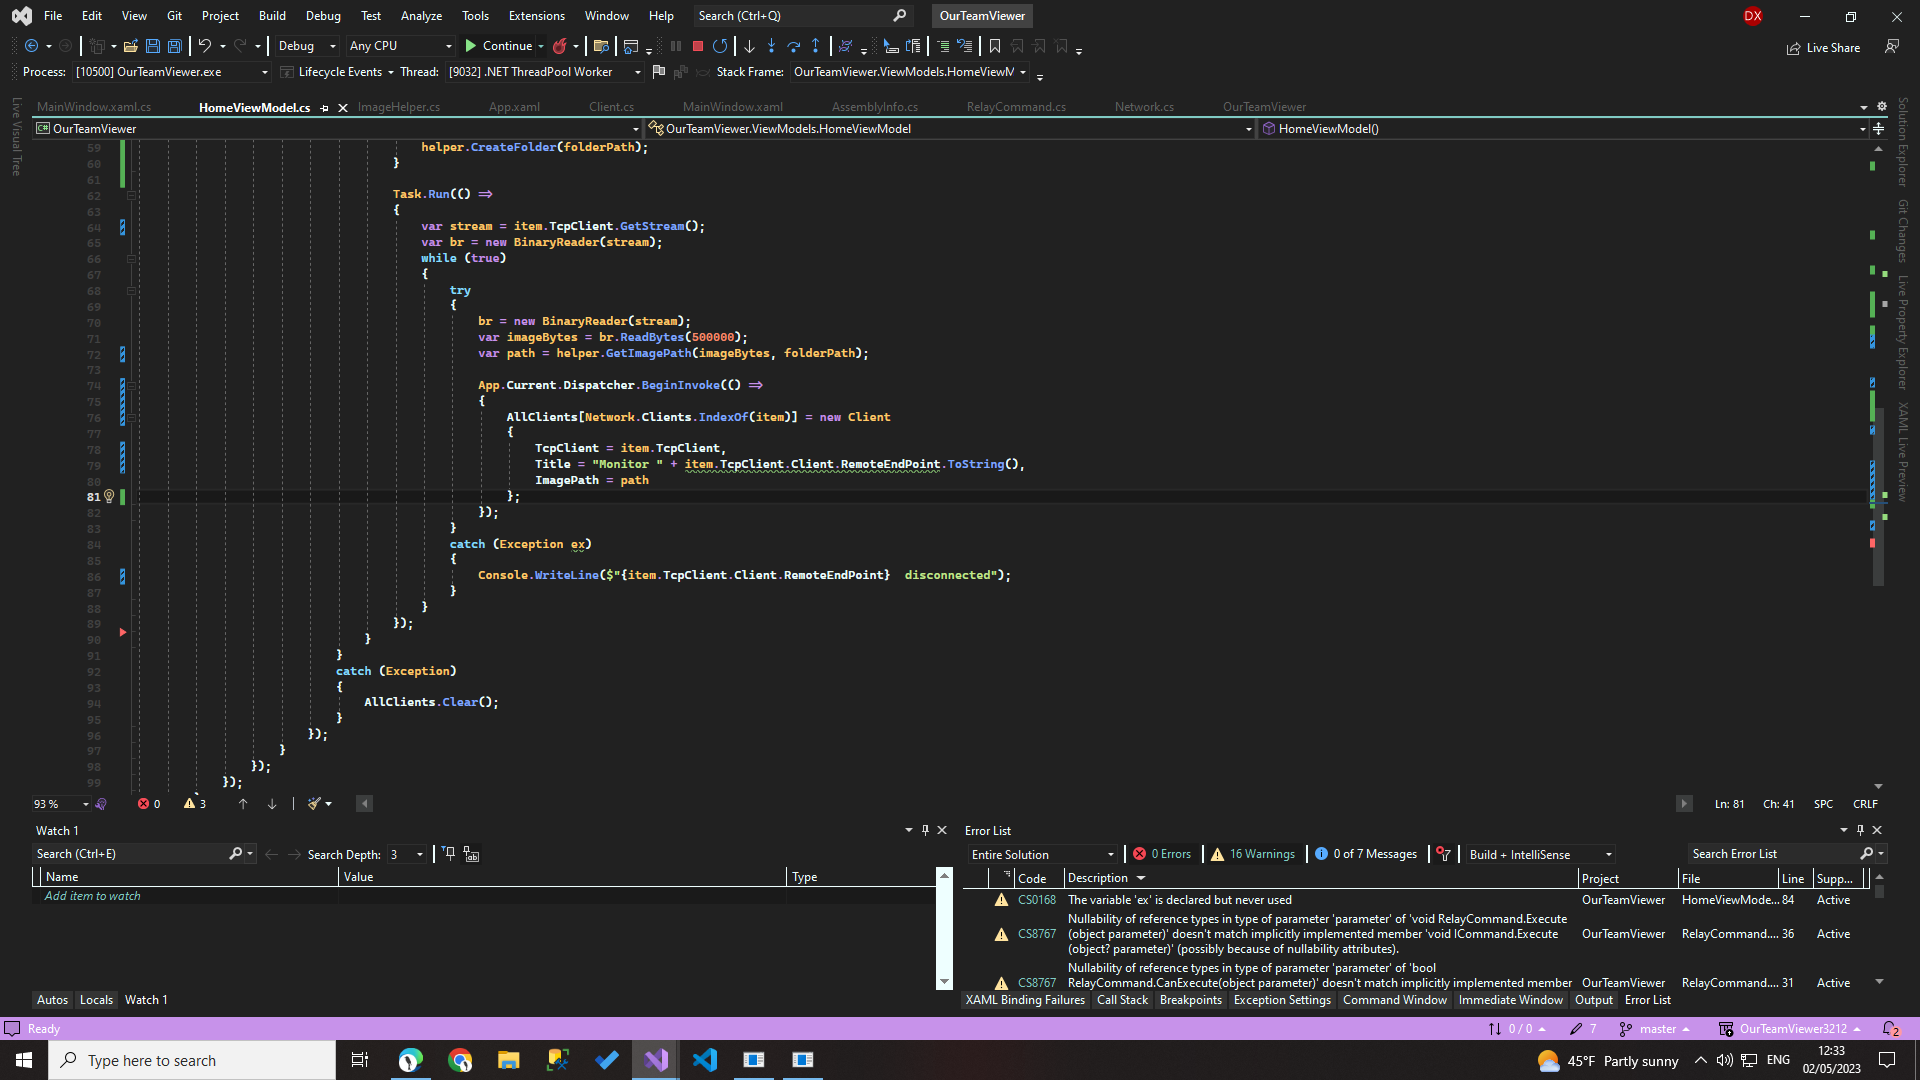 File Edit View Git Project Build Debug Test Analyze Tools Extensions Window Help Search (Ctrl+Q) OurTeamViewer DX
Debug Any CPU Continue Live Share
Process: [10500] OurTeamViewer.exe Lifecycle Events Thread: [9032] .NET ThreadPool Worker Stack Frame: OurTeamViewer.ViewModels.HomeViewM
MainWindow.xaml.cs HomeViewModel.cs ImageHelper.cs App.xaml Client.cs MainWindow.xaml AssemblyInfo.cs RelayCommand.cs Network.cs OurTeamViewer
OurTeamViewer OurTeamViewer.ViewModels.HomeViewModel HomeViewModel()
Live Visual Tree
Solution Explorer
Git Changes
Live Property Explorer
XAML Live Preview
59 helper.CreateFolder(folderPath);
60 }
61
62 Task.Run(() =>
63 {
64 var stream = item.TcpClient.GetStream();
65 var br = new BinaryReader(stream);
66 while (true)
67 {
68 try
69 {
70 br = new BinaryReader(stream);
71 var imageBytes = br.ReadBytes(500000);
72 var path = helper.GetImagePath(imageBytes, folderPath);
73
74 App.Current.Dispatcher.BeginInvoke(() =>
75 {
76 AllClients[Network.Clients.IndexOf(item)] = new Client
77 {
78 TcpClient = item.TcpClient,
79 Title = "Monitor " + item.TcpClient.Client.RemoteEndPoint.ToString(),
80 ImagePath = path
81 };
82 });
83 }
84 catch (Exception ex)
85 {
86 Console.WriteLine($"{item.TcpClient.Client.RemoteEndPoint}  disconnected");
87 }
88 }
89 });
90 }
91 }
92 catch (Exception)
93 {
94 AllClients.Clear();
95 }
96 });
97 }
98 });
99 });
93 % 0 3 Ln: 81 Ch: 41 SPC CRLF
Watch 1
Search (Ctrl+E) Search Depth: 3
Name Value Type
Add item to watch
Autos Locals Watch 1
Error List
Entire Solution 0 Errors 16 Warnings 0 of 7 Messages Build + IntelliSense Search Error List
Code Description Project File Line Supp...
CS0168 The variable 'ex' is declared but never used OurTeamViewer HomeViewMode... 84 Active
Nullability of reference types in type of parameter 'parameter' of 'void RelayCommand.Execute
CS8767 (object parameter)' doesn't match implicitly implemented member 'void ICommand.Execute OurTeamViewer RelayCommand.... 36 Active
(object? parameter)' (possibly because of nullability attributes).
Nullability of reference types in type of parameter 'parameter' of 'bool
CS8767 RelayCommand.CanExecute(object parameter)' doesn't match implicitly implemented member OurTeamViewer RelayCommand.... 31 Active
XAML Binding Failures Call Stack Breakpoints Exception Settings Command Window Immediate Window Output Error List
Ready 0 / 0 7 master OurTeamViewer3212 2
Type here to search 45°F Partly sunny ENG 12:33
02/05/2023